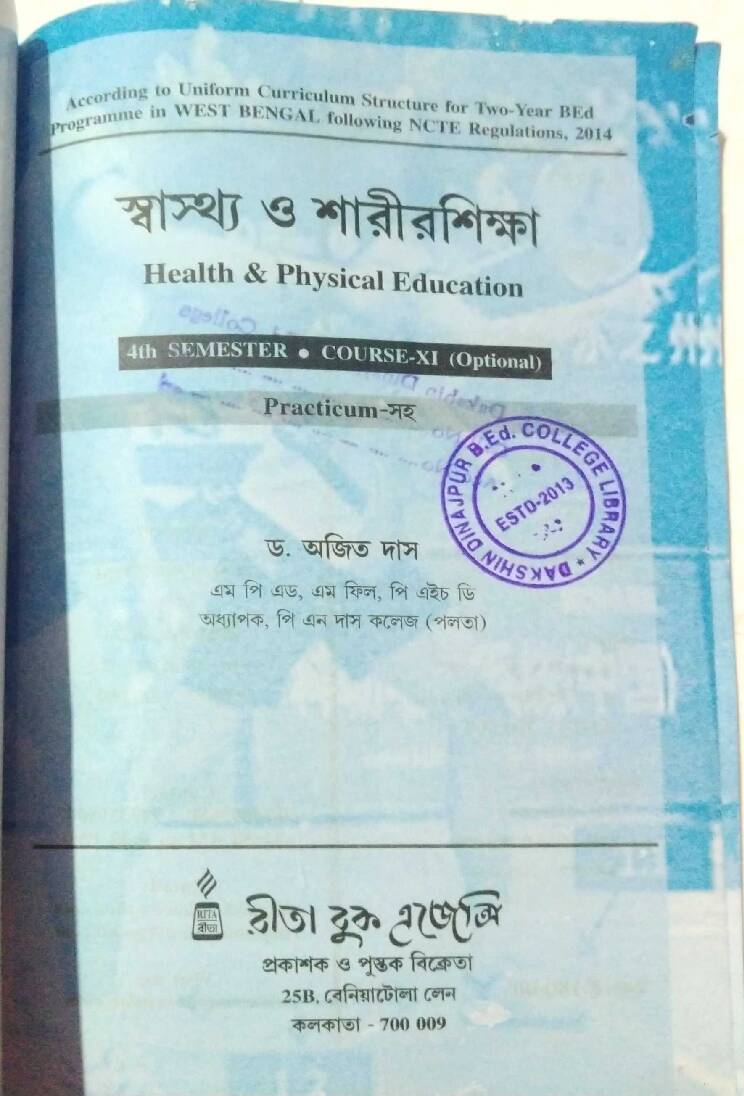 According to Uniform Curriculum Structure for Two-Year BEd
Programme in WEST BENGAL following NCTE Regulations, 2014
স্বাস্থ্য ও শারীরশিক্ষা
Health & Physical Education
4th SEMESTER ● COURSE-XI (Optional)
Practicum-সহ
DAKSHIN DINAJPUR B.Ed. COLLEGE LIBRARY ★
ESTD-2013
ড. অজিত দাস
এম পি এড, এম ফিল, পি এইচ ডি
অধ্যাপক, পি এন দাস কলেজ (পলতা)
RITA
রীতা
রীতা বুক এজেন্সি
প্রকাশক ও পুস্তক বিক্রেতা
25B, বেনিয়াটোলা লেন
কলকাতা - 700 009